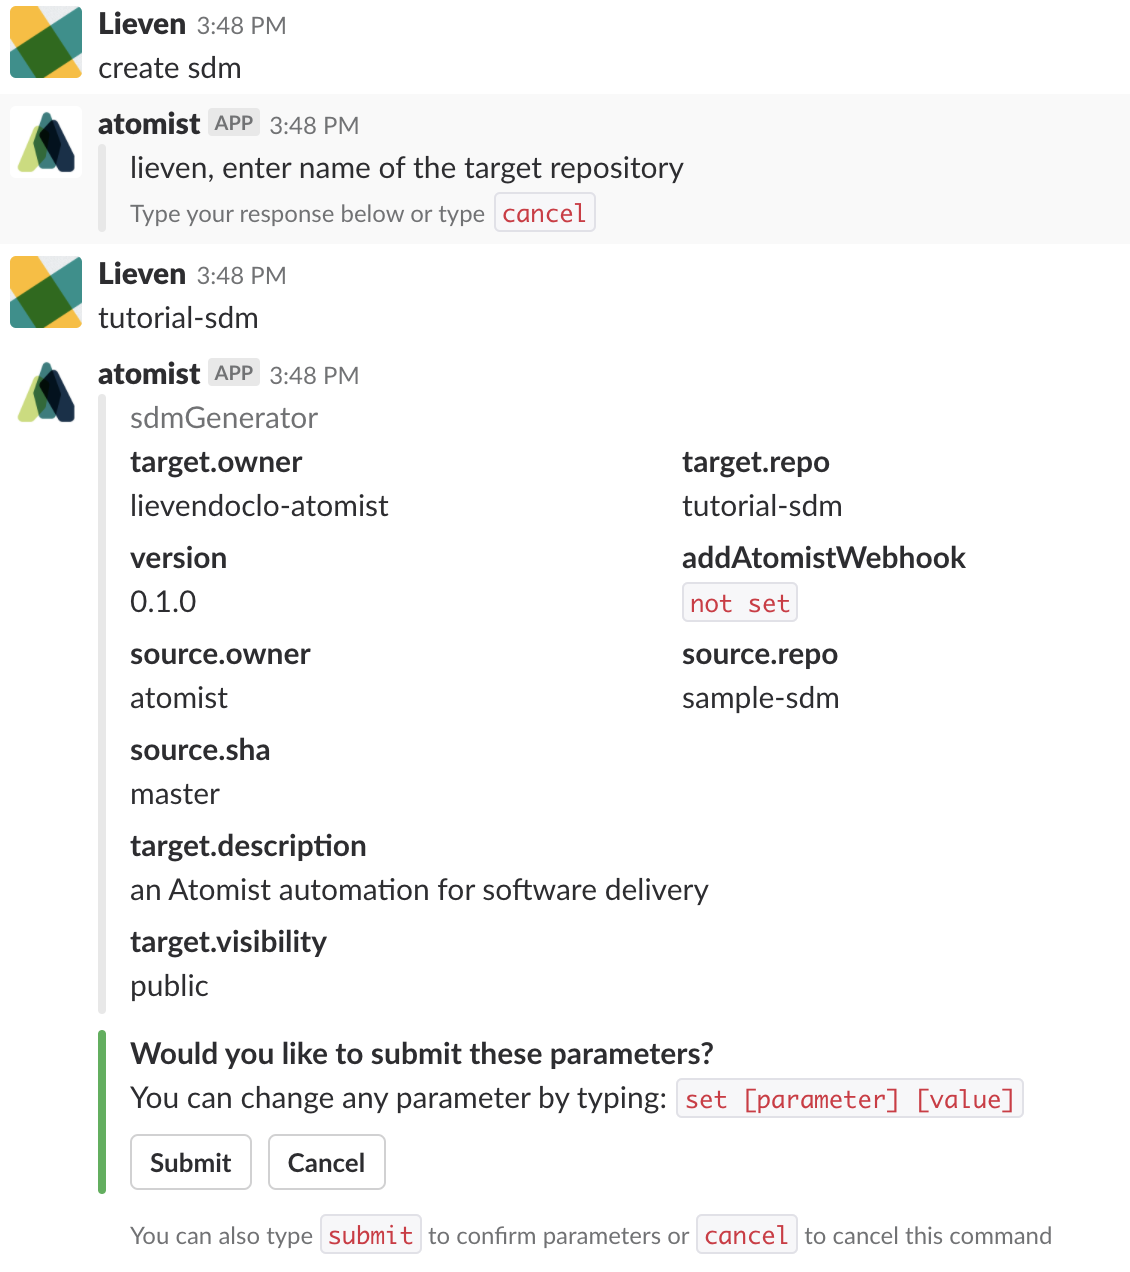 Lieven 3:48 PM
create sdm
atomist APP 3:48 PM
lieven, enter name of the target repository
Type your response below or type cancel
Lieven 3:48 PM
tutorial-sdm
atomist APP 3:48 PM
sdmGenerator
target.owner target.repo
lievendoclo-atomist tutorial-sdm
version addAtomistWebhook
0.1.0 not set
source.owner source.repo
atomist sample-sdm
source.sha
master
target.description
an Atomist automation for software delivery
target.visibility
public
Would you like to submit these parameters?
You can change any parameter by typing: set [parameter] [value]
Submit Cancel
You can also type submit to confirm parameters or cancel to cancel this command